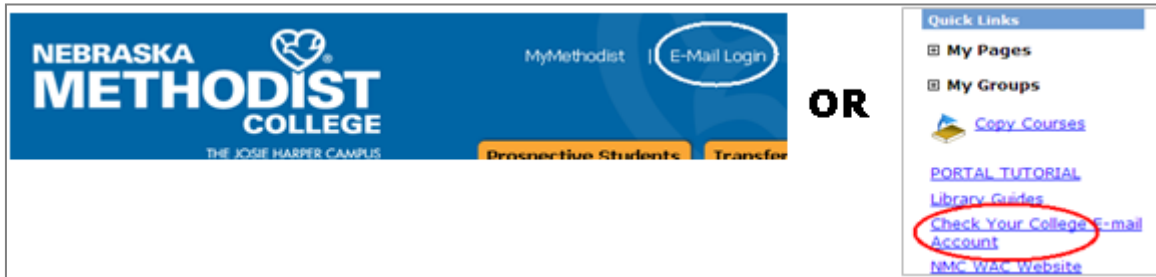 NEBRASKA
METHODIST
COLLEGE
THE JOSIE HARPER CAMPUS
MyMethodist | E-Mail Login
Prospective Students Transfer
OR
Quick Links
My Pages
My Groups
Copy Courses
PORTAL TUTORIAL
Library Guides
Check Your College E-mail
Account
NMC WAC Website